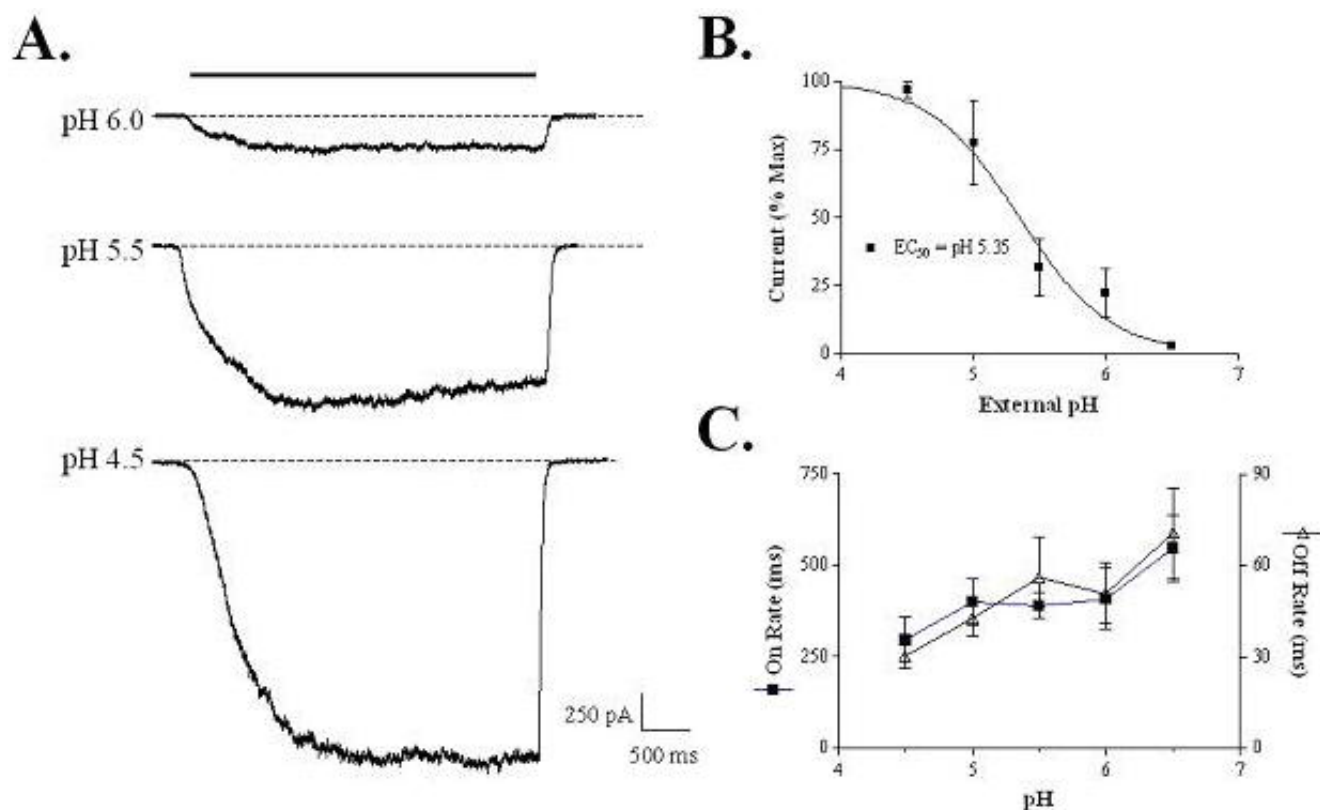 A.
pH 6.0
pH 5.5
pH 4.5
250 pA
500 ms
B.
Current (% Max)
100
75
50
25
0
EC₅₀ = pH 5.35
4 5 6 7
External pH
C.
On Rate (ms)
750
500
250
0
90
60
30
0
Off Rate (ms)
4 5 6 7
pH